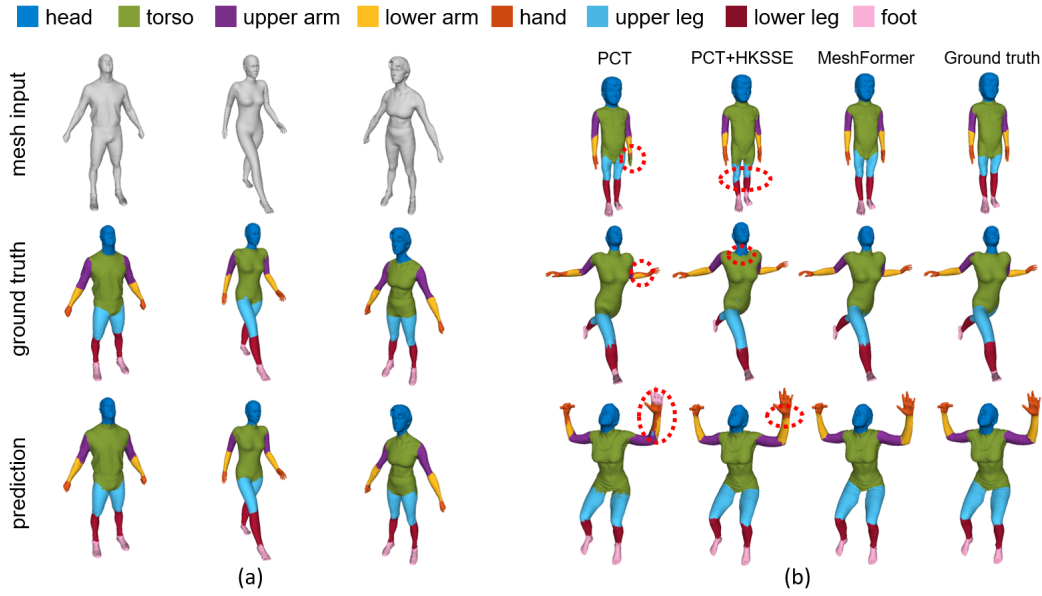 head torso upper arm lower arm hand upper leg lower leg foot
PCT PCT+HKSSE MeshFormer Ground truth
mesh input
ground truth
prediction
(a) (b)